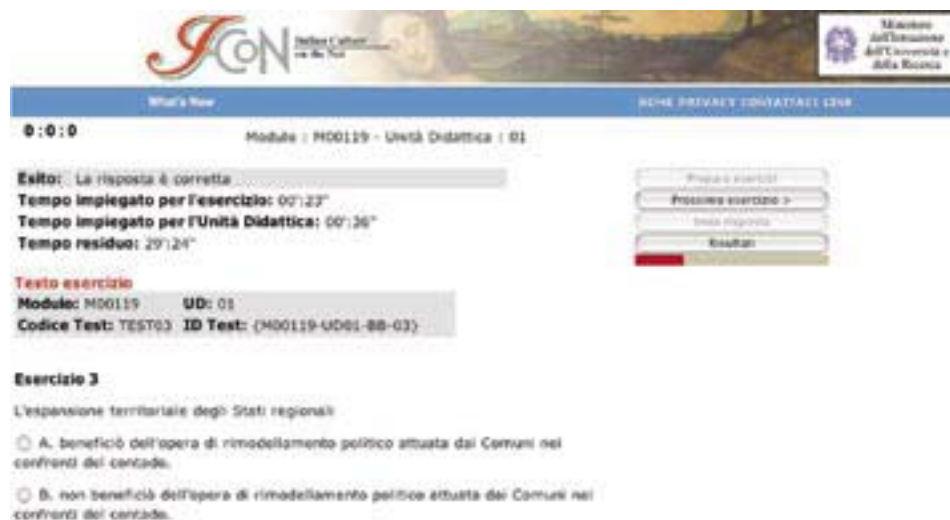 ICON Italian Culture on the Net
Ministero
dell'Istruzione
dell'Università e
della Ricerca
What's New
HOME PRIVACY CONTATTACI LINK
0:0:0
Modulo : M00119 - Unità Didattica : 01
Esito: La risposta è corretta
Tempo impiegato per l'esercizio: 00':23"
Tempo impiegato per l'Unità Didattica: 00':36"
Tempo residuo: 29':24"
Prossimo esercizio >
Invia risposta
Risultati
Testo esercizio
Modulo: M00119 UD: 01
Codice Test: TEST03 ID Test: {M00119-UD01-BB-03}
Esercizio 3
L'espansione territoriale degli Stati regionali
A. beneficiò dell'opera di rimodellamento politico attuata dai Comuni nei
confronti del contado.
B. non beneficiò dell'opera di rimodellamento politico attuata dai Comuni nei
confronti del contado.